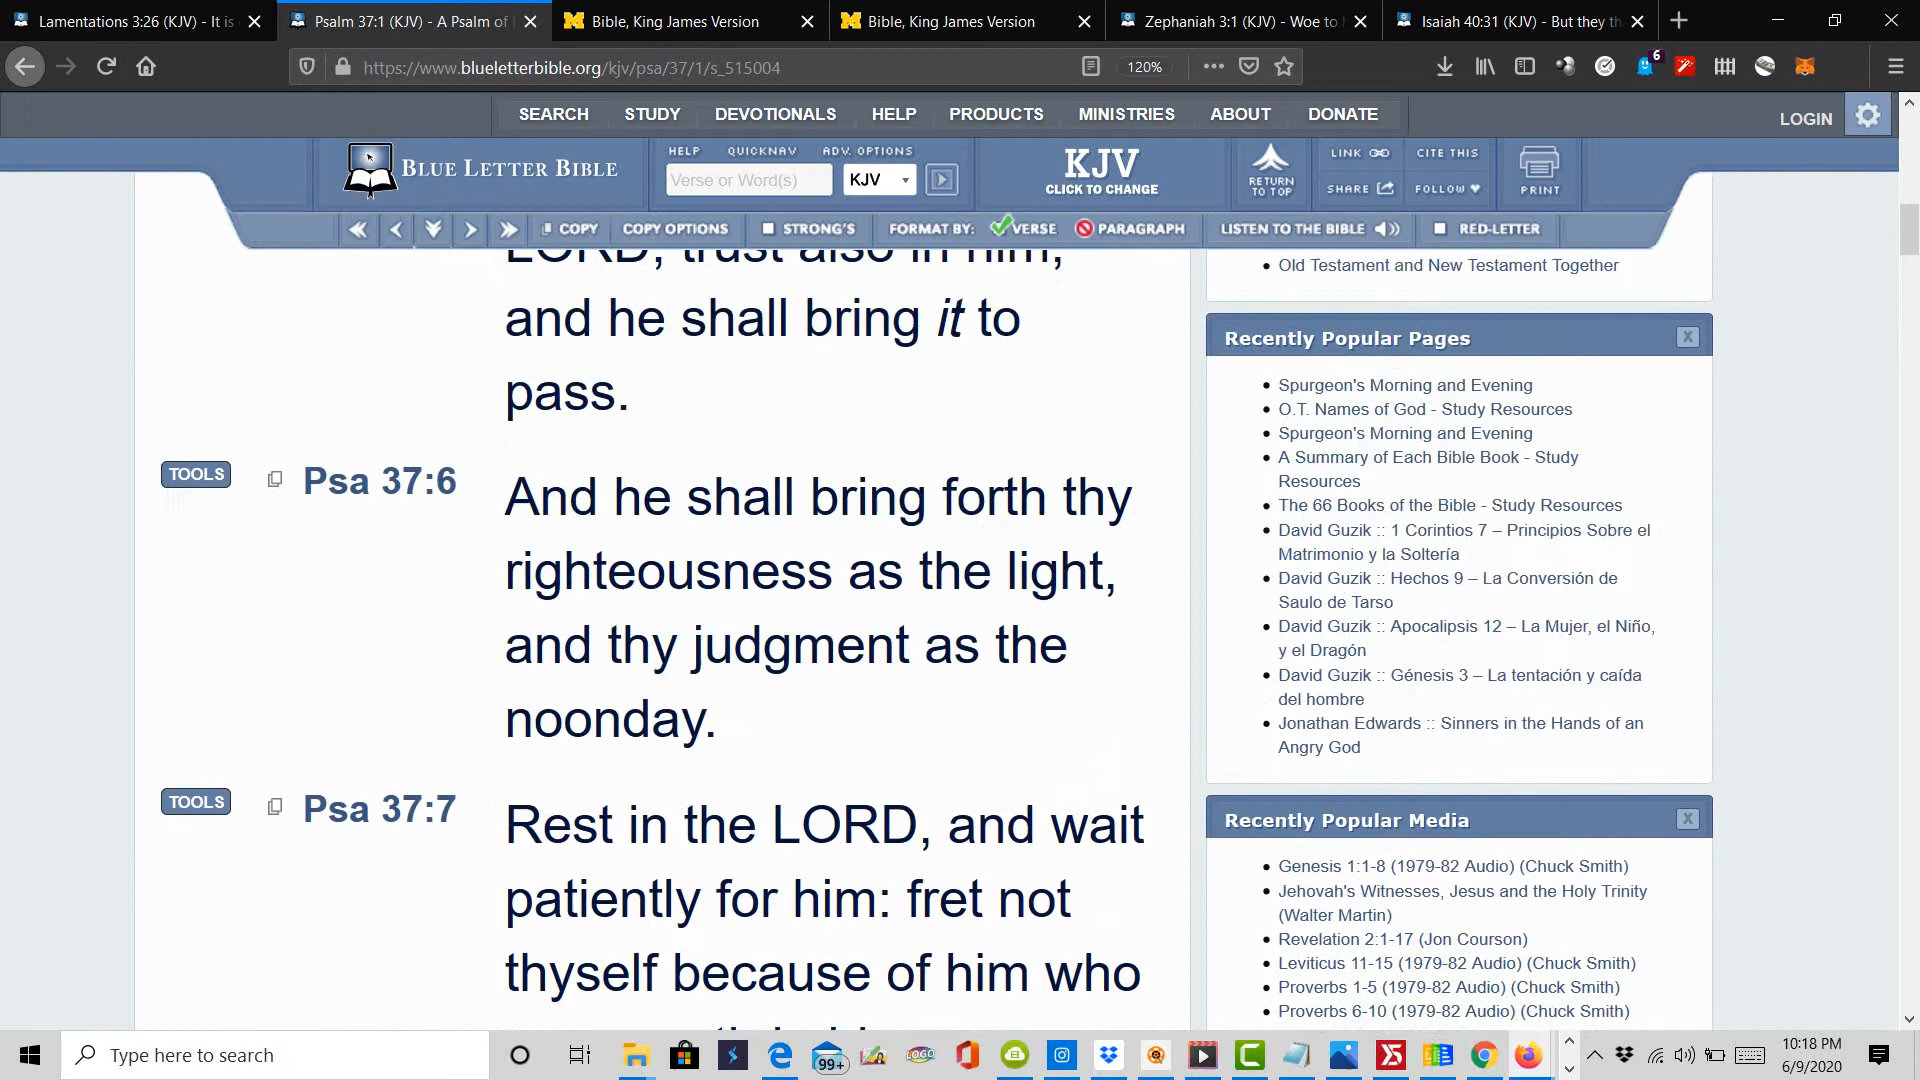 Lamentations 3:26 (KJV) - It is
Psalm 37:1 (KJV) - A Psalm of
Bible, King James Version
Bible, King James Version
Zephaniah 3:1 (KJV) - Woe to
Isaiah 40:31 (KJV) - But they th
https://www.blueletterbible.org/kjv/psa/37/1/s_515004
120%
6
SEARCH STUDY DEVOTIONALS HELP PRODUCTS MINISTRIES ABOUT DONATE
LOGIN
BLUE LETTER BIBLE
HELP QUICKNAV ADV. OPTIONS
Verse or Word(s)
KJV
KJV
CLICK TO CHANGE
RETURN
TO TOP
LINK CITE THIS
SHARE FOLLOW
PRINT
COPY COPY OPTIONS STRONG'S FORMAT BY: VERSE PARAGRAPH LISTEN TO THE BIBLE RED-LETTER
LORD; trust also in him;
and he shall bring it to
pass.
TOOLS Psa 37:6 And he shall bring forth thy
righteousness as the light,
and thy judgment as the
noonday.
TOOLS Psa 37:7 Rest in the LORD, and wait
patiently for him: fret not
thyself because of him who
Old Testament and New Testament Together
Recently Popular Pages
X
Spurgeon's Morning and Evening
O.T. Names of God - Study Resources
Spurgeon's Morning and Evening
A Summary of Each Bible Book - Study
Resources
The 66 Books of the Bible - Study Resources
David Guzik :: 1 Corintios 7 – Principios Sobre el
Matrimonio y la Soltería
David Guzik :: Hechos 9 – La Conversión de
Saulo de Tarso
David Guzik :: Apocalipsis 12 – La Mujer, el Niño,
y el Dragón
David Guzik :: Génesis 3 – La tentación y caída
del hombre
Jonathan Edwards :: Sinners in the Hands of an
Angry God
Recently Popular Media
X
Genesis 1:1-8 (1979-82 Audio) (Chuck Smith)
Jehovah's Witnesses, Jesus and the Holy Trinity
(Walter Martin)
Revelation 2:1-17 (Jon Courson)
Leviticus 11-15 (1979-82 Audio) (Chuck Smith)
Proverbs 1-5 (1979-82 Audio) (Chuck Smith)
Proverbs 6-10 (1979-82 Audio) (Chuck Smith)
Type here to search
99+
LOGO
10:18 PM
6/9/2020